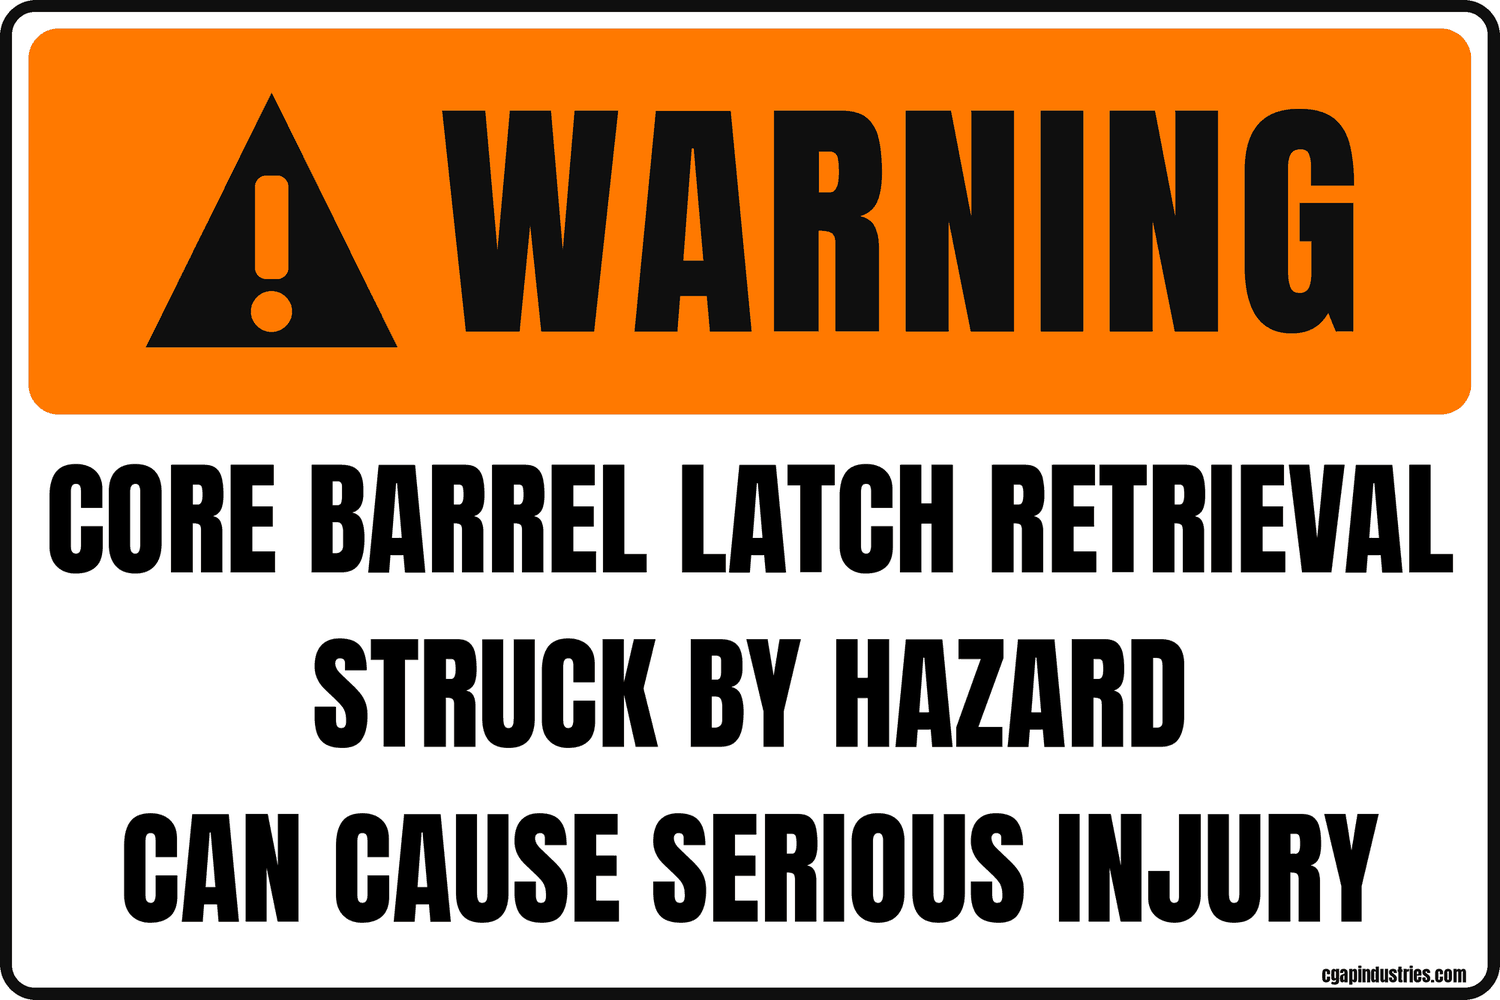 WARNING
CORE BARREL LATCH RETRIEVAL
STRUCK BY HAZARD
CAN CAUSE SERIOUS INJURY
cgapindustries.com